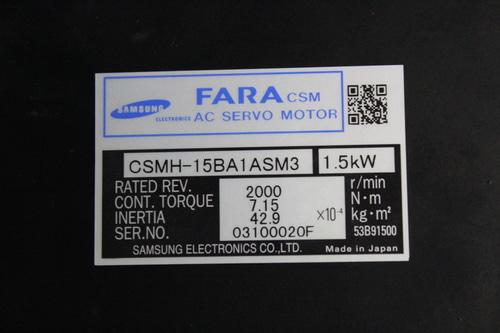 SAMSUNG
ELECTRONICS
FARA CSM
AC SERVO MOTOR
CSMH-15BA1ASM3 1.5kW
RATED REV. 2000 r/min
CONT. TORQUE 7.15 N·m
INERTIA 42.9 ×10⁻⁴ kg·m²
SER.NO. 03100020F 53B91500
SAMSUNG ELECTRONICS CO.,LTD. Made in Japan